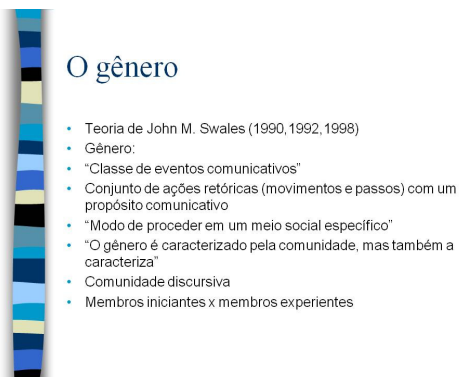 O gênero
• Teoria de John M. Swales (1990,1992,1998)
• Gênero:
• “Classe de eventos comunicativos”
• Conjunto de ações retóricas (movimentos e passos) com um
propósito comunicativo
• “Modo de proceder em um meio social específico”
• “O gênero é caracterizado pela comunidade, mas também a
caracteriza”
• Comunidade discursiva
• Membros iniciantes x membros experientes